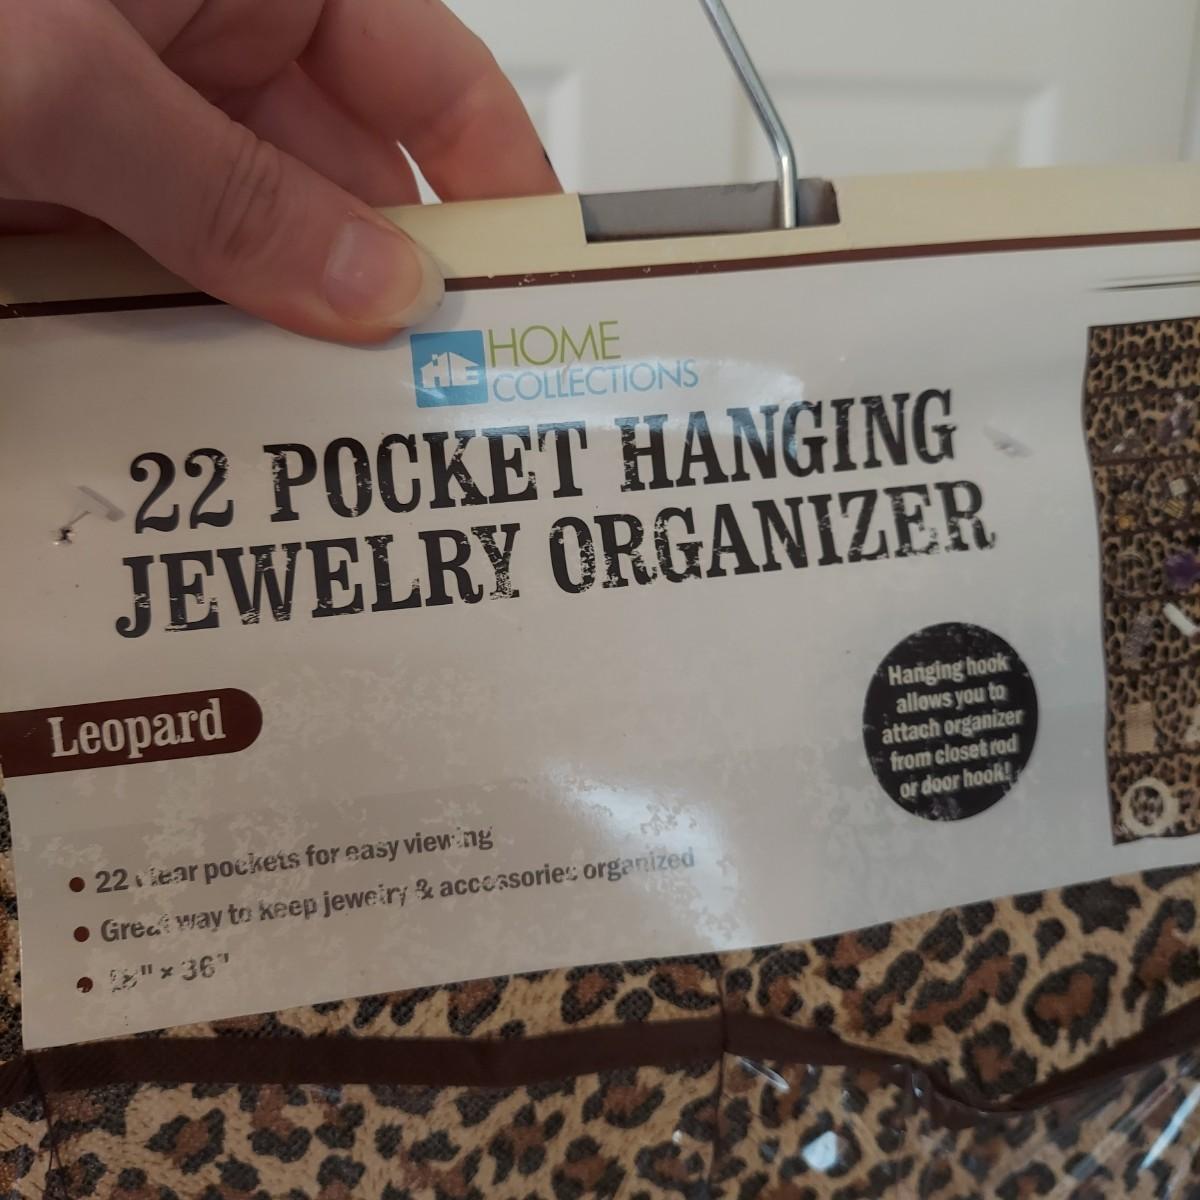 HE HOME
COLLECTIONS
22 POCKET HANGING
JEWELRY ORGANIZER
Leopard
Hanging hook
allows you to
attach organizer
from closet rod
or door hook!
• 22 clear pockets for easy viewing
• Great way to keep jewelry & accessories organized
• × 36"